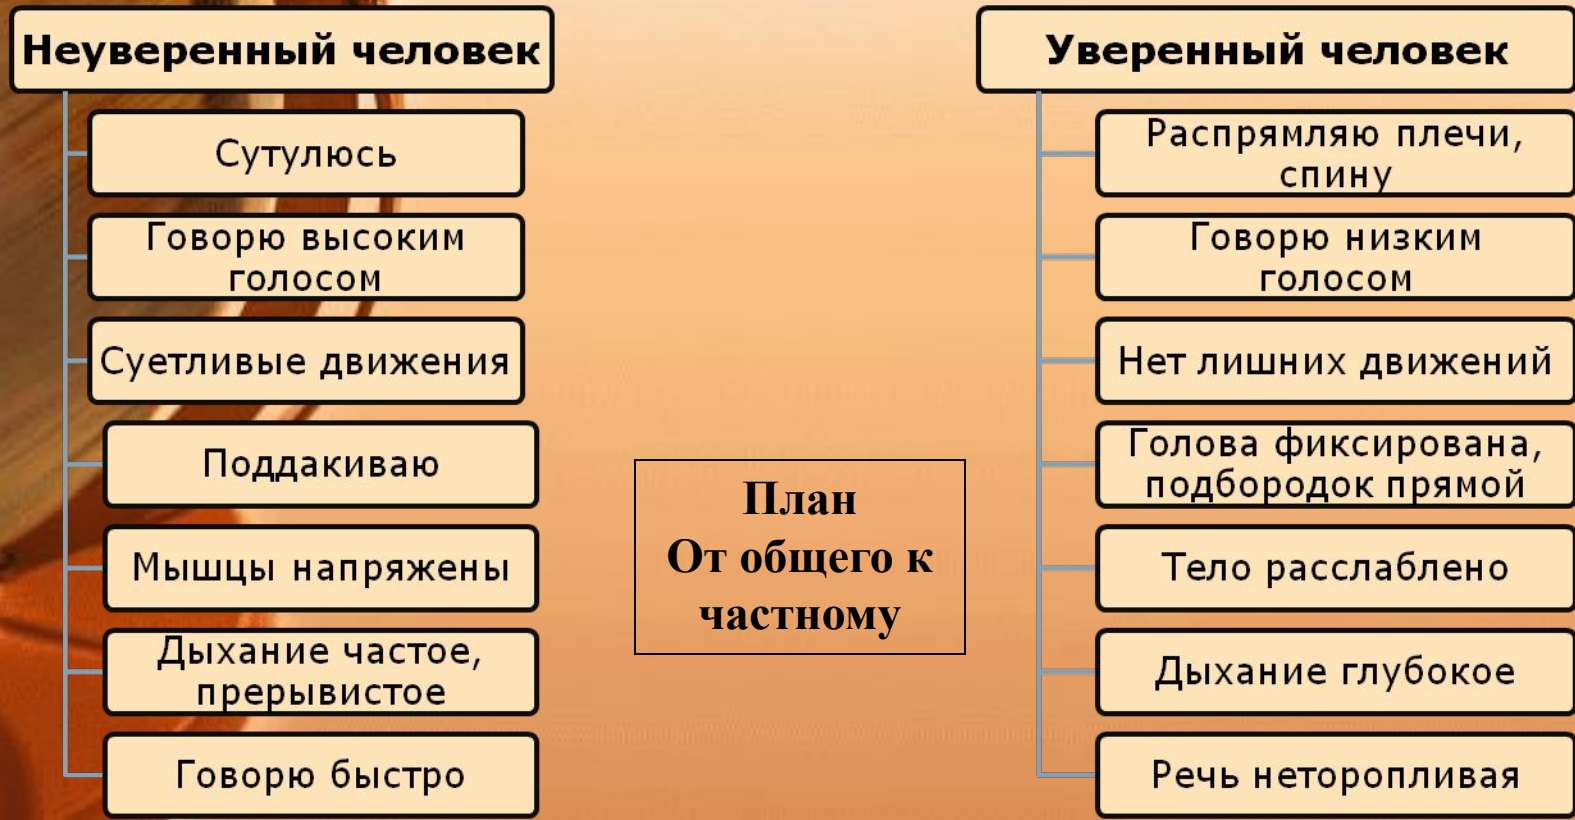 Неуверенный человек
Сутулюсь
Говорю высоким
голосом
Суетливые движения
Поддакиваю
Мышцы напряжены
Дыхание частое,
прерывистое
Говорю быстро
План
От общего к
частному
Уверенный человек
Распрямляю плечи,
спину
Говорю низким
голосом
Нет лишних движений
Голова фиксирована,
подбородок прямой
Тело расслаблено
Дыхание глубокое
Речь неторопливая